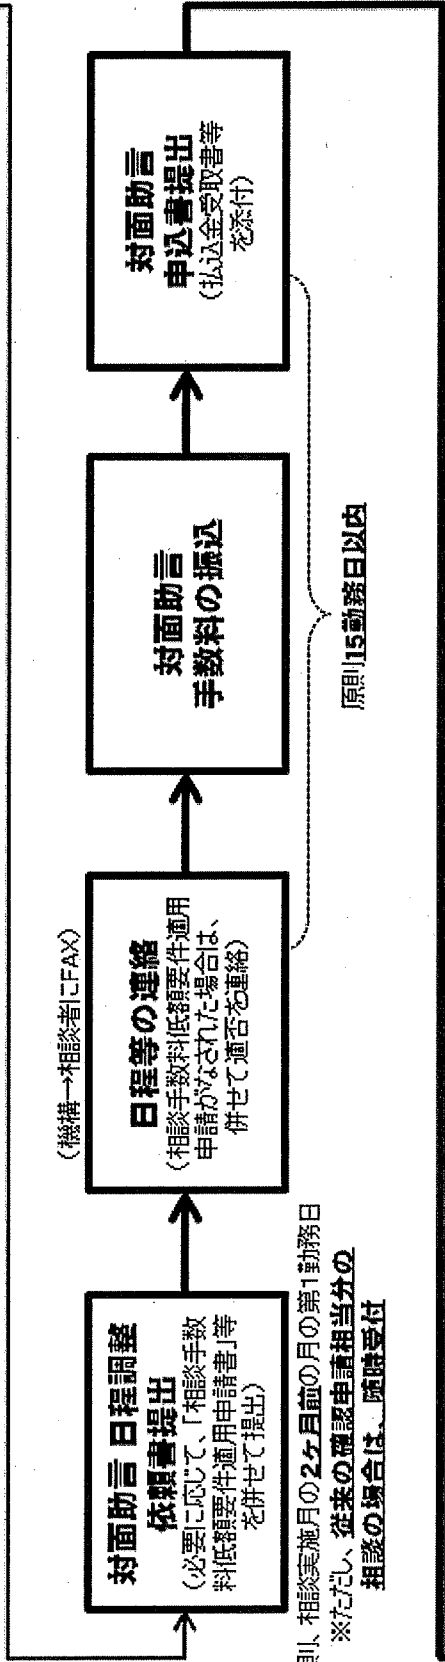 対面助言 日程調整
依頼書提出
（必要に応じて、「相談手数
料低額要件適用申請書」等
を併せて提出）
則、相談実施月の2ヶ月前の月の第1勤務日
※ただし、従来の確認申請相当分の
相談の場合は、随時受付
（機構→相談者にFAX）
日程等の連絡
（相談手数料低額要件適用
申請がなされた場合は、
併せて適否を連絡）
対面助言
手数料の振込
対面助言
申込書提出
（払込金受取書等
を添付）
原則15勤務日以内